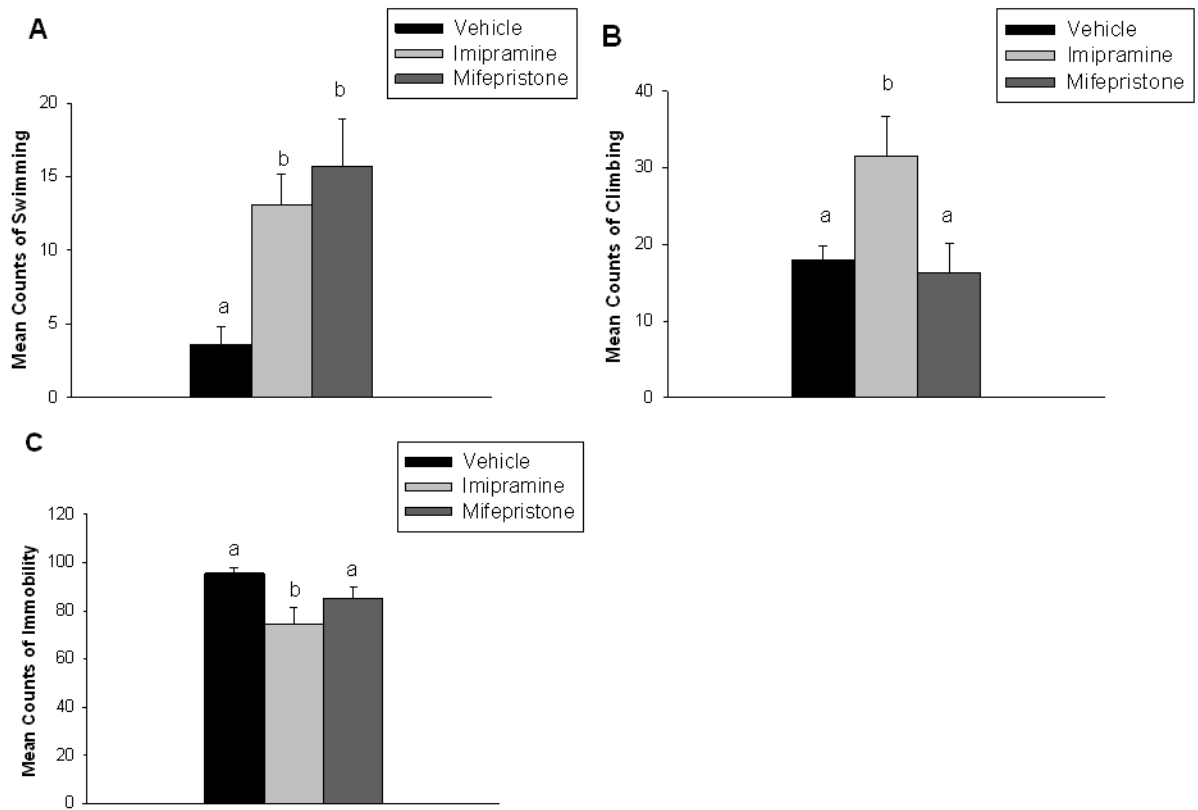 A
Vehicle
Imipramine
Mifepristone
Mean Counts of Swimming
20
15
10
5
0
a
b
b
B
Vehicle
Imipramine
Mifepristone
Mean Counts of Climbing
40
30
20
10
0
a
b
a
C
Vehicle
Imipramine
Mifepristone
Mean Counts of Immobility
120
100
80
60
40
20
0
a
b
a